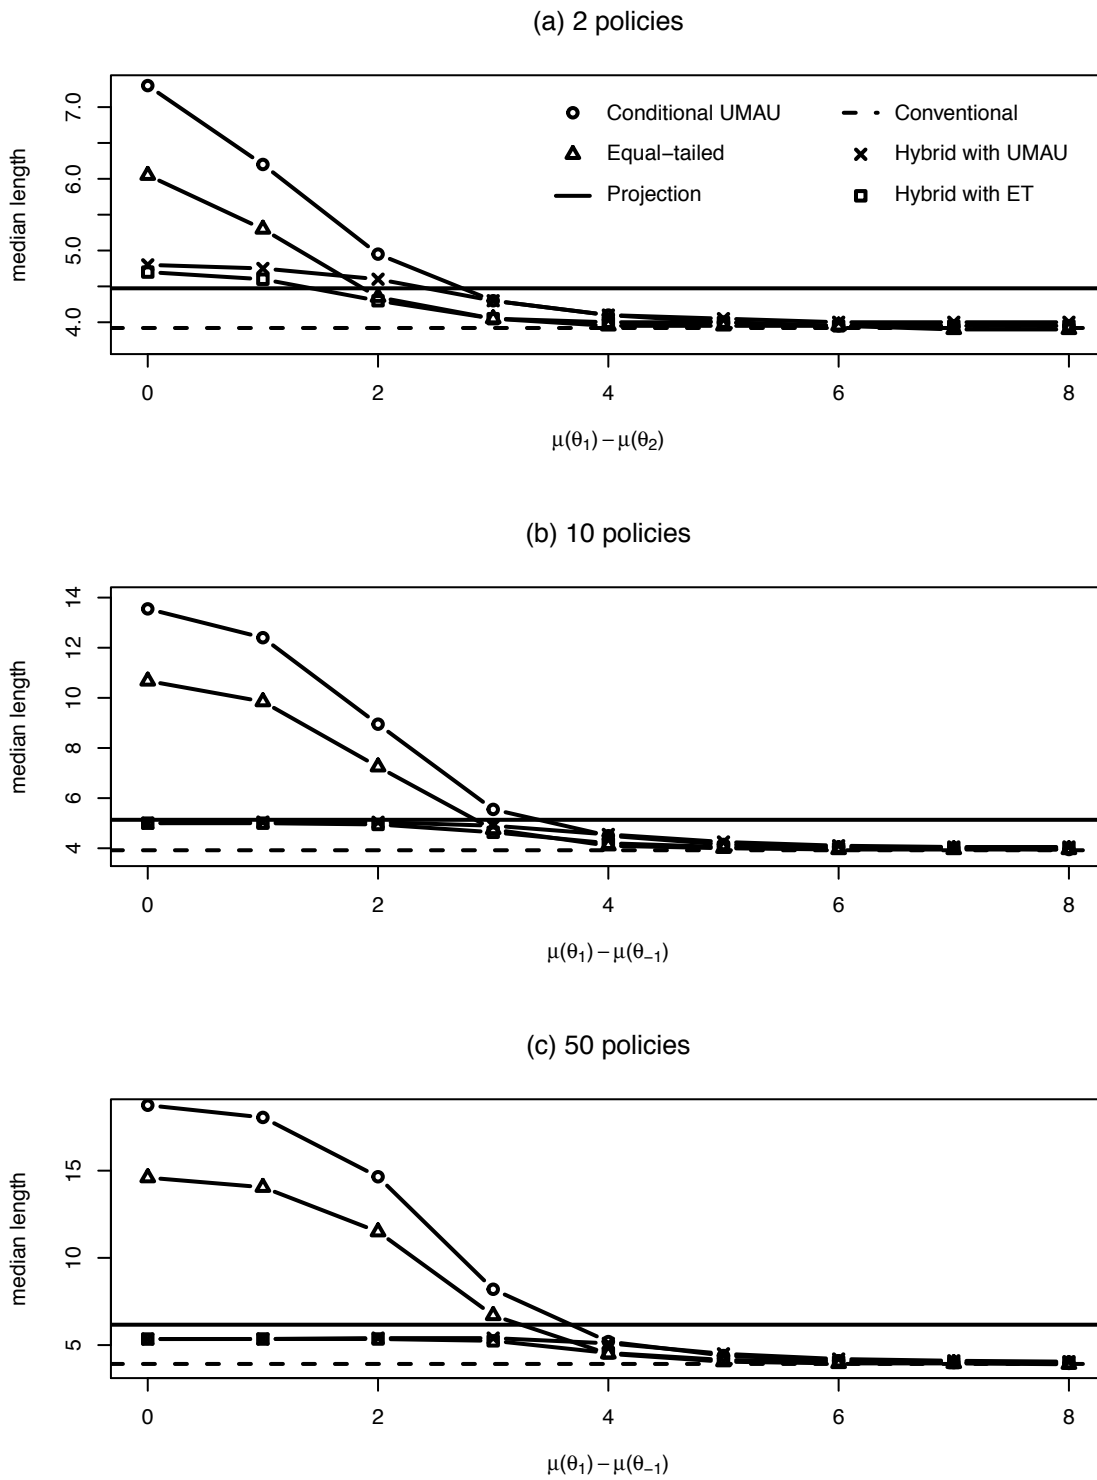 (a) 2 policies
median length
7.0
6.0
5.0
4.0
Conditional UMAU
Equal−tailed
Projection
Conventional
Hybrid with UMAU
Hybrid with ET
0 2 4 6 8
μ(θ1) − μ(θ2)
(b) 10 policies
median length
14
12
10
8
6
4
0 2 4 6 8
μ(θ1) − μ(θ−1)
(c) 50 policies
median length
15
10
5
0 2 4 6 8
μ(θ1) − μ(θ−1)